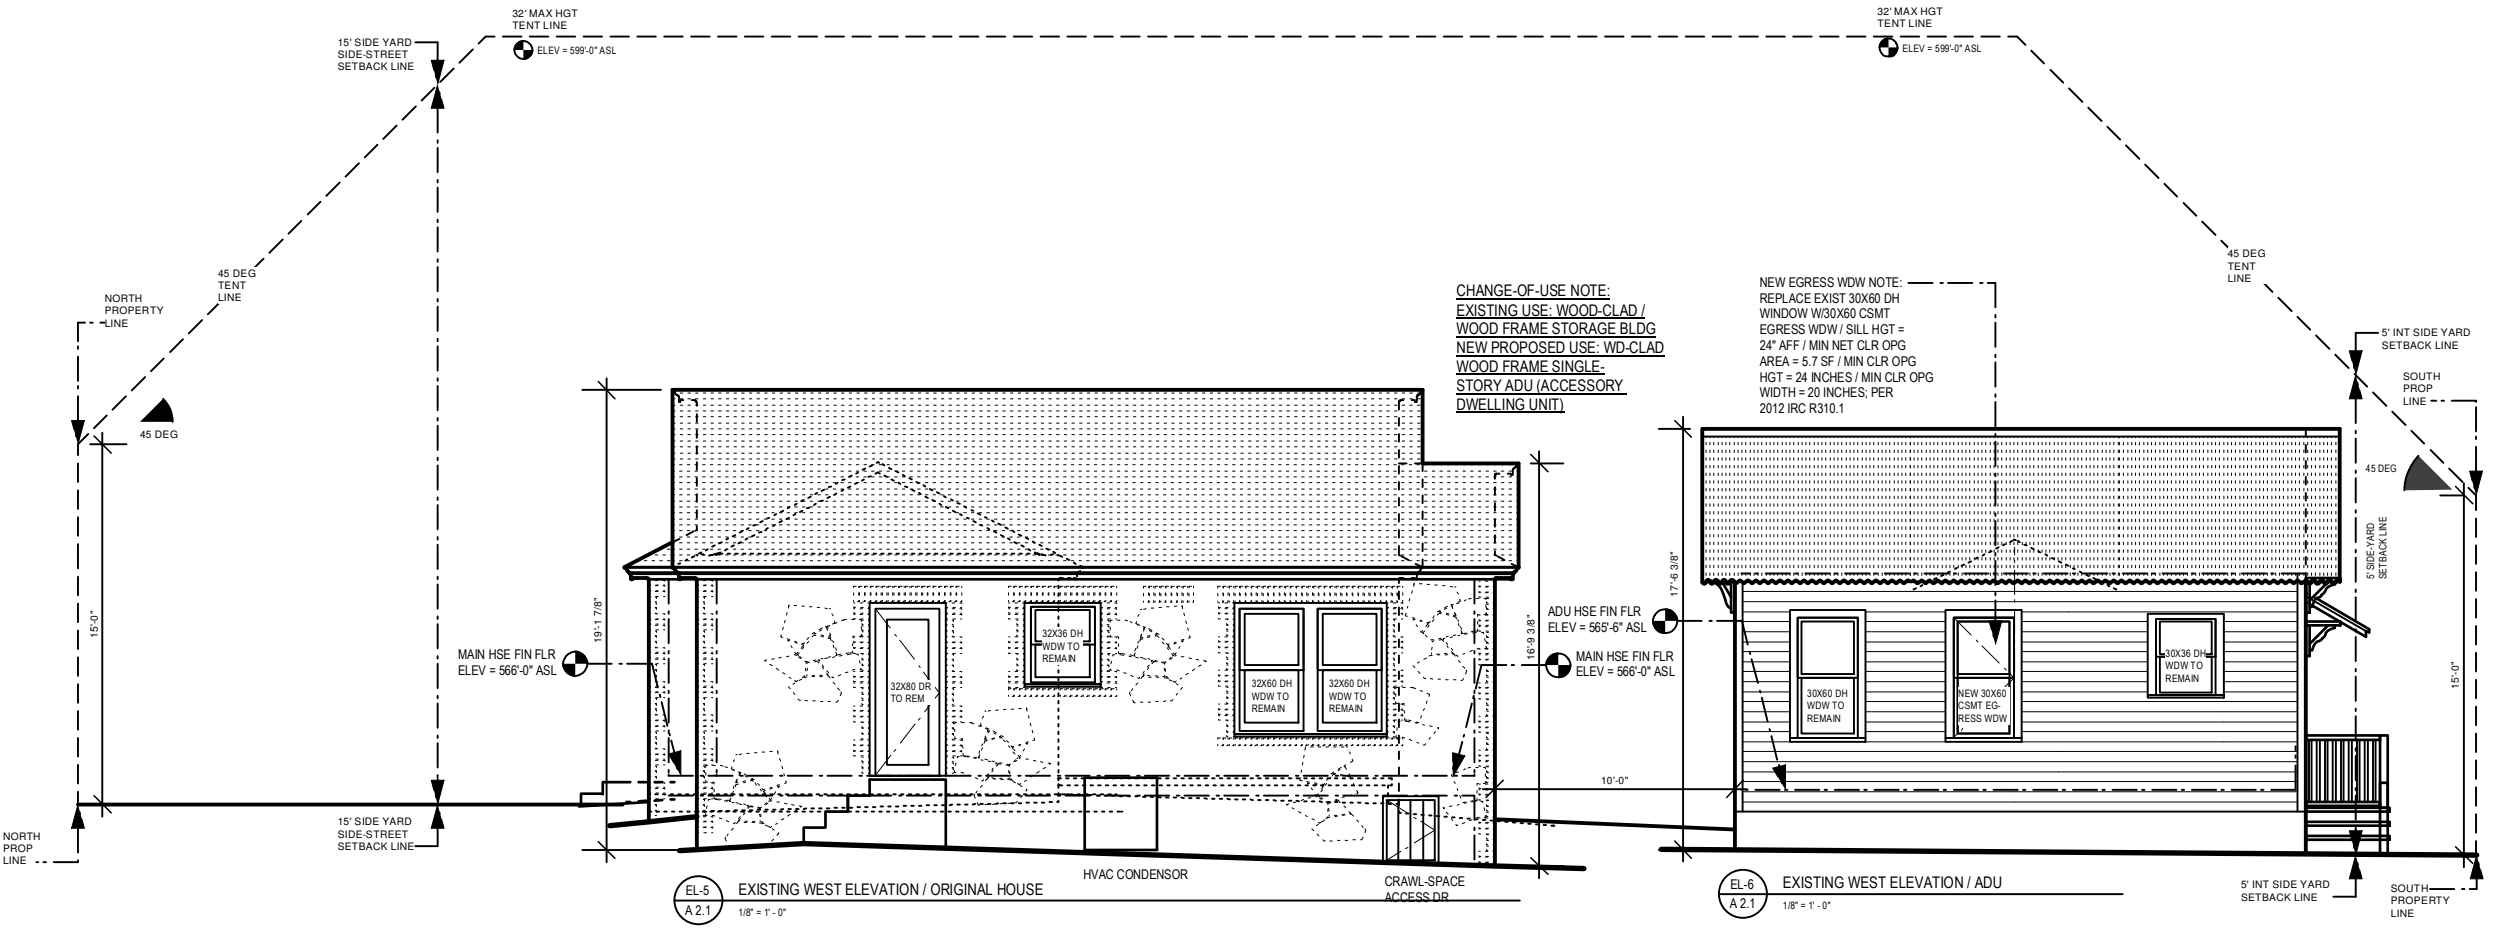 32' MAX HGT
TENT LINE
ELEV = 599'-0" ASL
15' SIDE YARD
SIDE-STREET
SETBACK LINE
32' MAX HGT
TENT LINE
ELEV = 599'-0" ASL
45 DEG
TENT
LINE
NORTH
PROPERTY
LINE
45 DEG
15'-0"
NORTH
PROP
LINE
15' SIDE YARD
SIDE-STREET
SETBACK LINE
MAIN HSE FIN FLR
ELEV = 566'-0" ASL
19'-1 7/8"
32X80 DR
TO REM
32X36 DH
WDW TO
REMAIN
32X60 DH
WDW TO
REMAIN
32X60 DH
WDW TO
REMAIN
HVAC CONDENSOR
CRAWL-SPACE
ACCESS DR
EL-5
A 2.1
EXISTING WEST ELEVATION / ORIGINAL HOUSE
1/8" = 1' - 0"
CHANGE-OF-USE NOTE:
EXISTING USE: WOOD-CLAD /
WOOD FRAME STORAGE BLDG
NEW PROPOSED USE: WD-CLAD
WOOD FRAME SINGLE-
STORY ADU (ACCESSORY
DWELLING UNIT)
16'-9 3/8"
ADU HSE FIN FLR
ELEV = 565'-6" ASL
MAIN HSE FIN FLR
ELEV = 566'-0" ASL
10'-0"
17'-6 3/8"
NEW EGRESS WDW NOTE:
REPLACE EXIST 30X60 DH
WINDOW W/30X60 CSMT
EGRESS WDW / SILL HGT =
24" AFF / MIN NET CLR OPG
AREA = 5.7 SF / MIN CLR OPG
HGT = 24 INCHES / MIN CLR OPG
WIDTH = 20 INCHES; PER
2012 IRC R310.1
30X60 DH
WDW TO
REMAIN
NEW 30X60
CSMT EG-
RESS WDW
30X36 DH
WDW TO
REMAIN
EL-6
A 2.1
EXISTING WEST ELEVATION / ADU
1/8" = 1' - 0"
45 DEG
TENT
LINE
5' INT SIDE YARD
SETBACK LINE
SOUTH
PROP
LINE
45 DEG
5' SIDE-YARD
SETBACK LINE
15'-0"
5' INT SIDE YARD
SETBACK LINE
SOUTH
PROPERTY
LINE